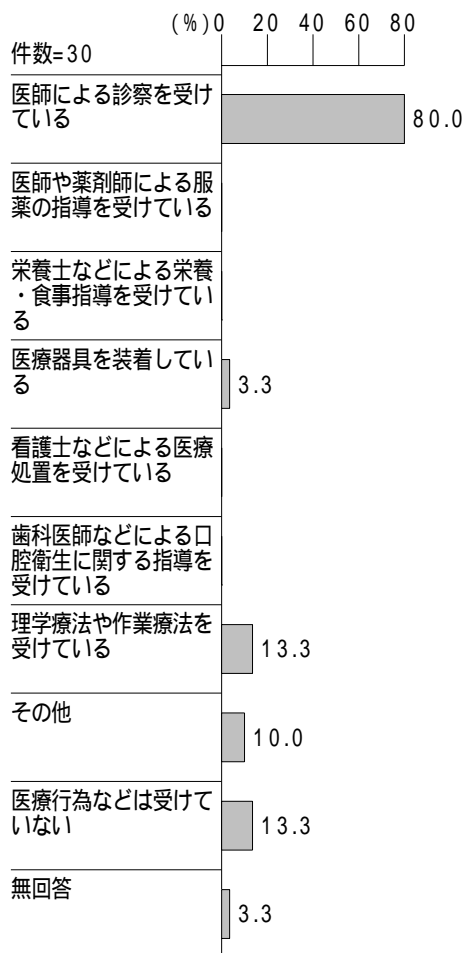 (%)0 20 40 60 80
件数=30
医師による診察を受け
ている
80.0
医師や薬剤師による服
薬の指導を受けている
栄養士などによる栄養
・食事指導を受けてい
る
医療器具を装着してい
る
3.3
看護士などによる医療
処置を受けている
歯科医師などによる口
腔衛生に関する指導を
受けている
理学療法や作業療法を
受けている
13.3
その他
10.0
医療行為などは受けて
いない
13.3
無回答
3.3